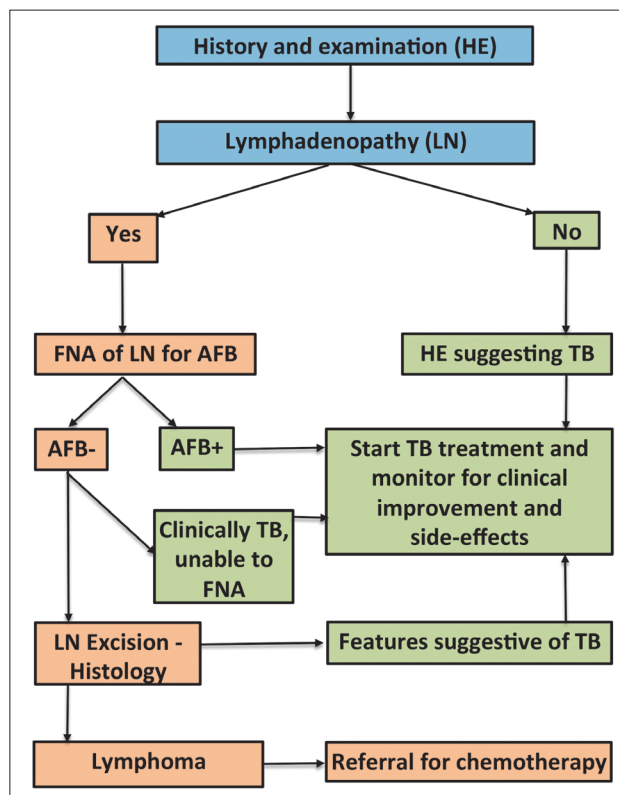 History and examination (HE)
Lymphadenopathy (LN)
Yes
No
FNA of LN for AFB
HE suggesting TB
AFB-
AFB+
Start TB treatment and
monitor for clinical
improvement and
side-effects
Clinically TB,
unable to
FNA
LN Excision -
Histology
Features suggestive of TB
Lymphoma
Referral for chemotherapy